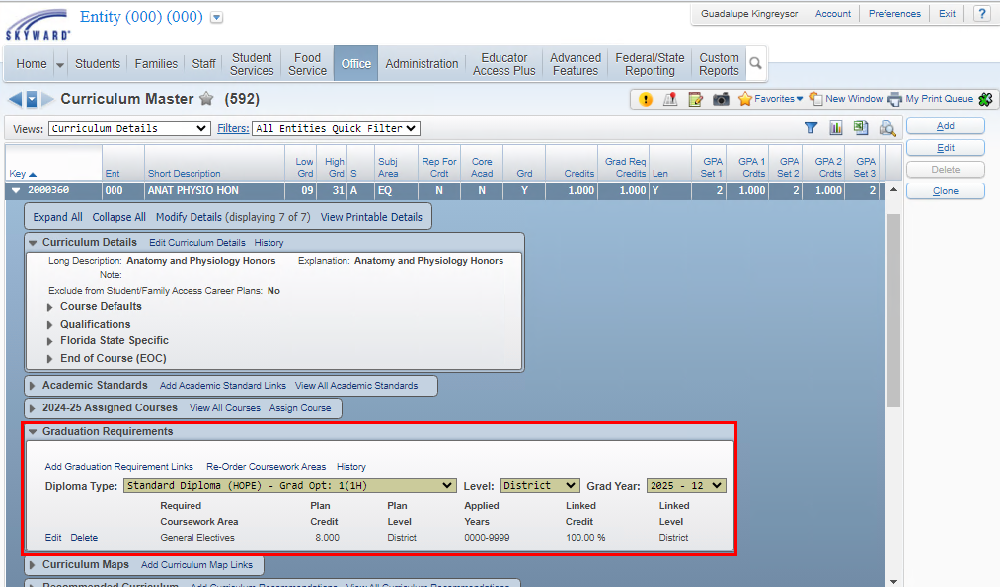 SKYWARD
Entity (000) (000)
Guadalupe Kingreyscr Account Preferences Exit ?
Home Students Families Staff Student Services Food Service Office Administration Educator Access Plus Advanced Features Federal/State Reporting Custom Reports
Curriculum Master (592)
Favorites New Window My Print Queue
Views: Curriculum Details Filters: All Entities Quick Filter
Add
Edit
Delete
Clone
Key Ent Short Description Low Grd High Grd S Subj Area Rep For Crdt Core Acad Grd Credits Grad Req Credits Len GPA Set 1 GPA 1 Crdts GPA Set 2 GPA 2 Crdts GPA Set 3
2000360 000 ANAT PHYSIO HON 09 31 A EQ N N Y 1.000 1.000 Y 2 1.000 2 1.000 2
Expand All Collapse All Modify Details (displaying 7 of 7) View Printable Details
Curriculum Details Edit Curriculum Details History
Long Description: Anatomy and Physiology Honors Explanation: Anatomy and Physiology Honors
Note:
Exclude from Student/Family Access Career Plans: No
Course Defaults
Qualifications
Florida State Specific
End of Course (EOC)
Academic Standards Add Academic Standard Links View All Academic Standards
2024-25 Assigned Courses View All Courses Assign Course
Graduation Requirements
Add Graduation Requirement Links Re-Order Coursework Areas History
Diploma Type: Standard Diploma (HOPE) - Grad Opt: 1(1H) Level: District Grad Year: 2025 - 12
Required Plan Plan Applied Linked Linked
Coursework Area Credit Level Years Credit Level
Edit Delete General Electives 8.000 District 0000-9999 100.00 % District
Curriculum Maps Add Curriculum Map Links
Recommended Curriculum Add Curriculum Recommendations View All Curriculum Recommendations